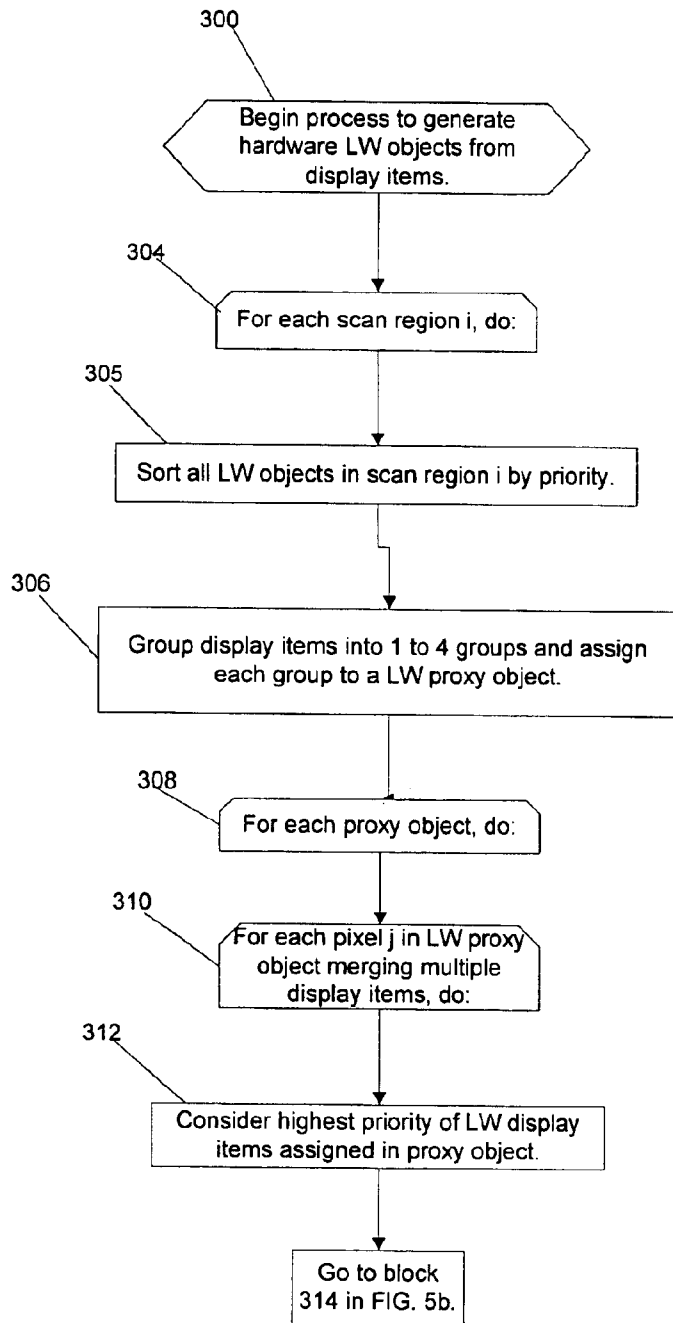 300
Begin process to generate
hardware LW objects from
display items.
304
For each scan region i, do:
305
Sort all LW objects in scan region i by priority.
306
Group display items into 1 to 4 groups and assign
each group to a LW proxy object.
308
For each proxy object, do:
310
For each pixel j in LW proxy
object merging multiple
display items, do:
312
Consider highest priority of LW display
items assigned in proxy object.
Go to block
314 in FIG. 5b.